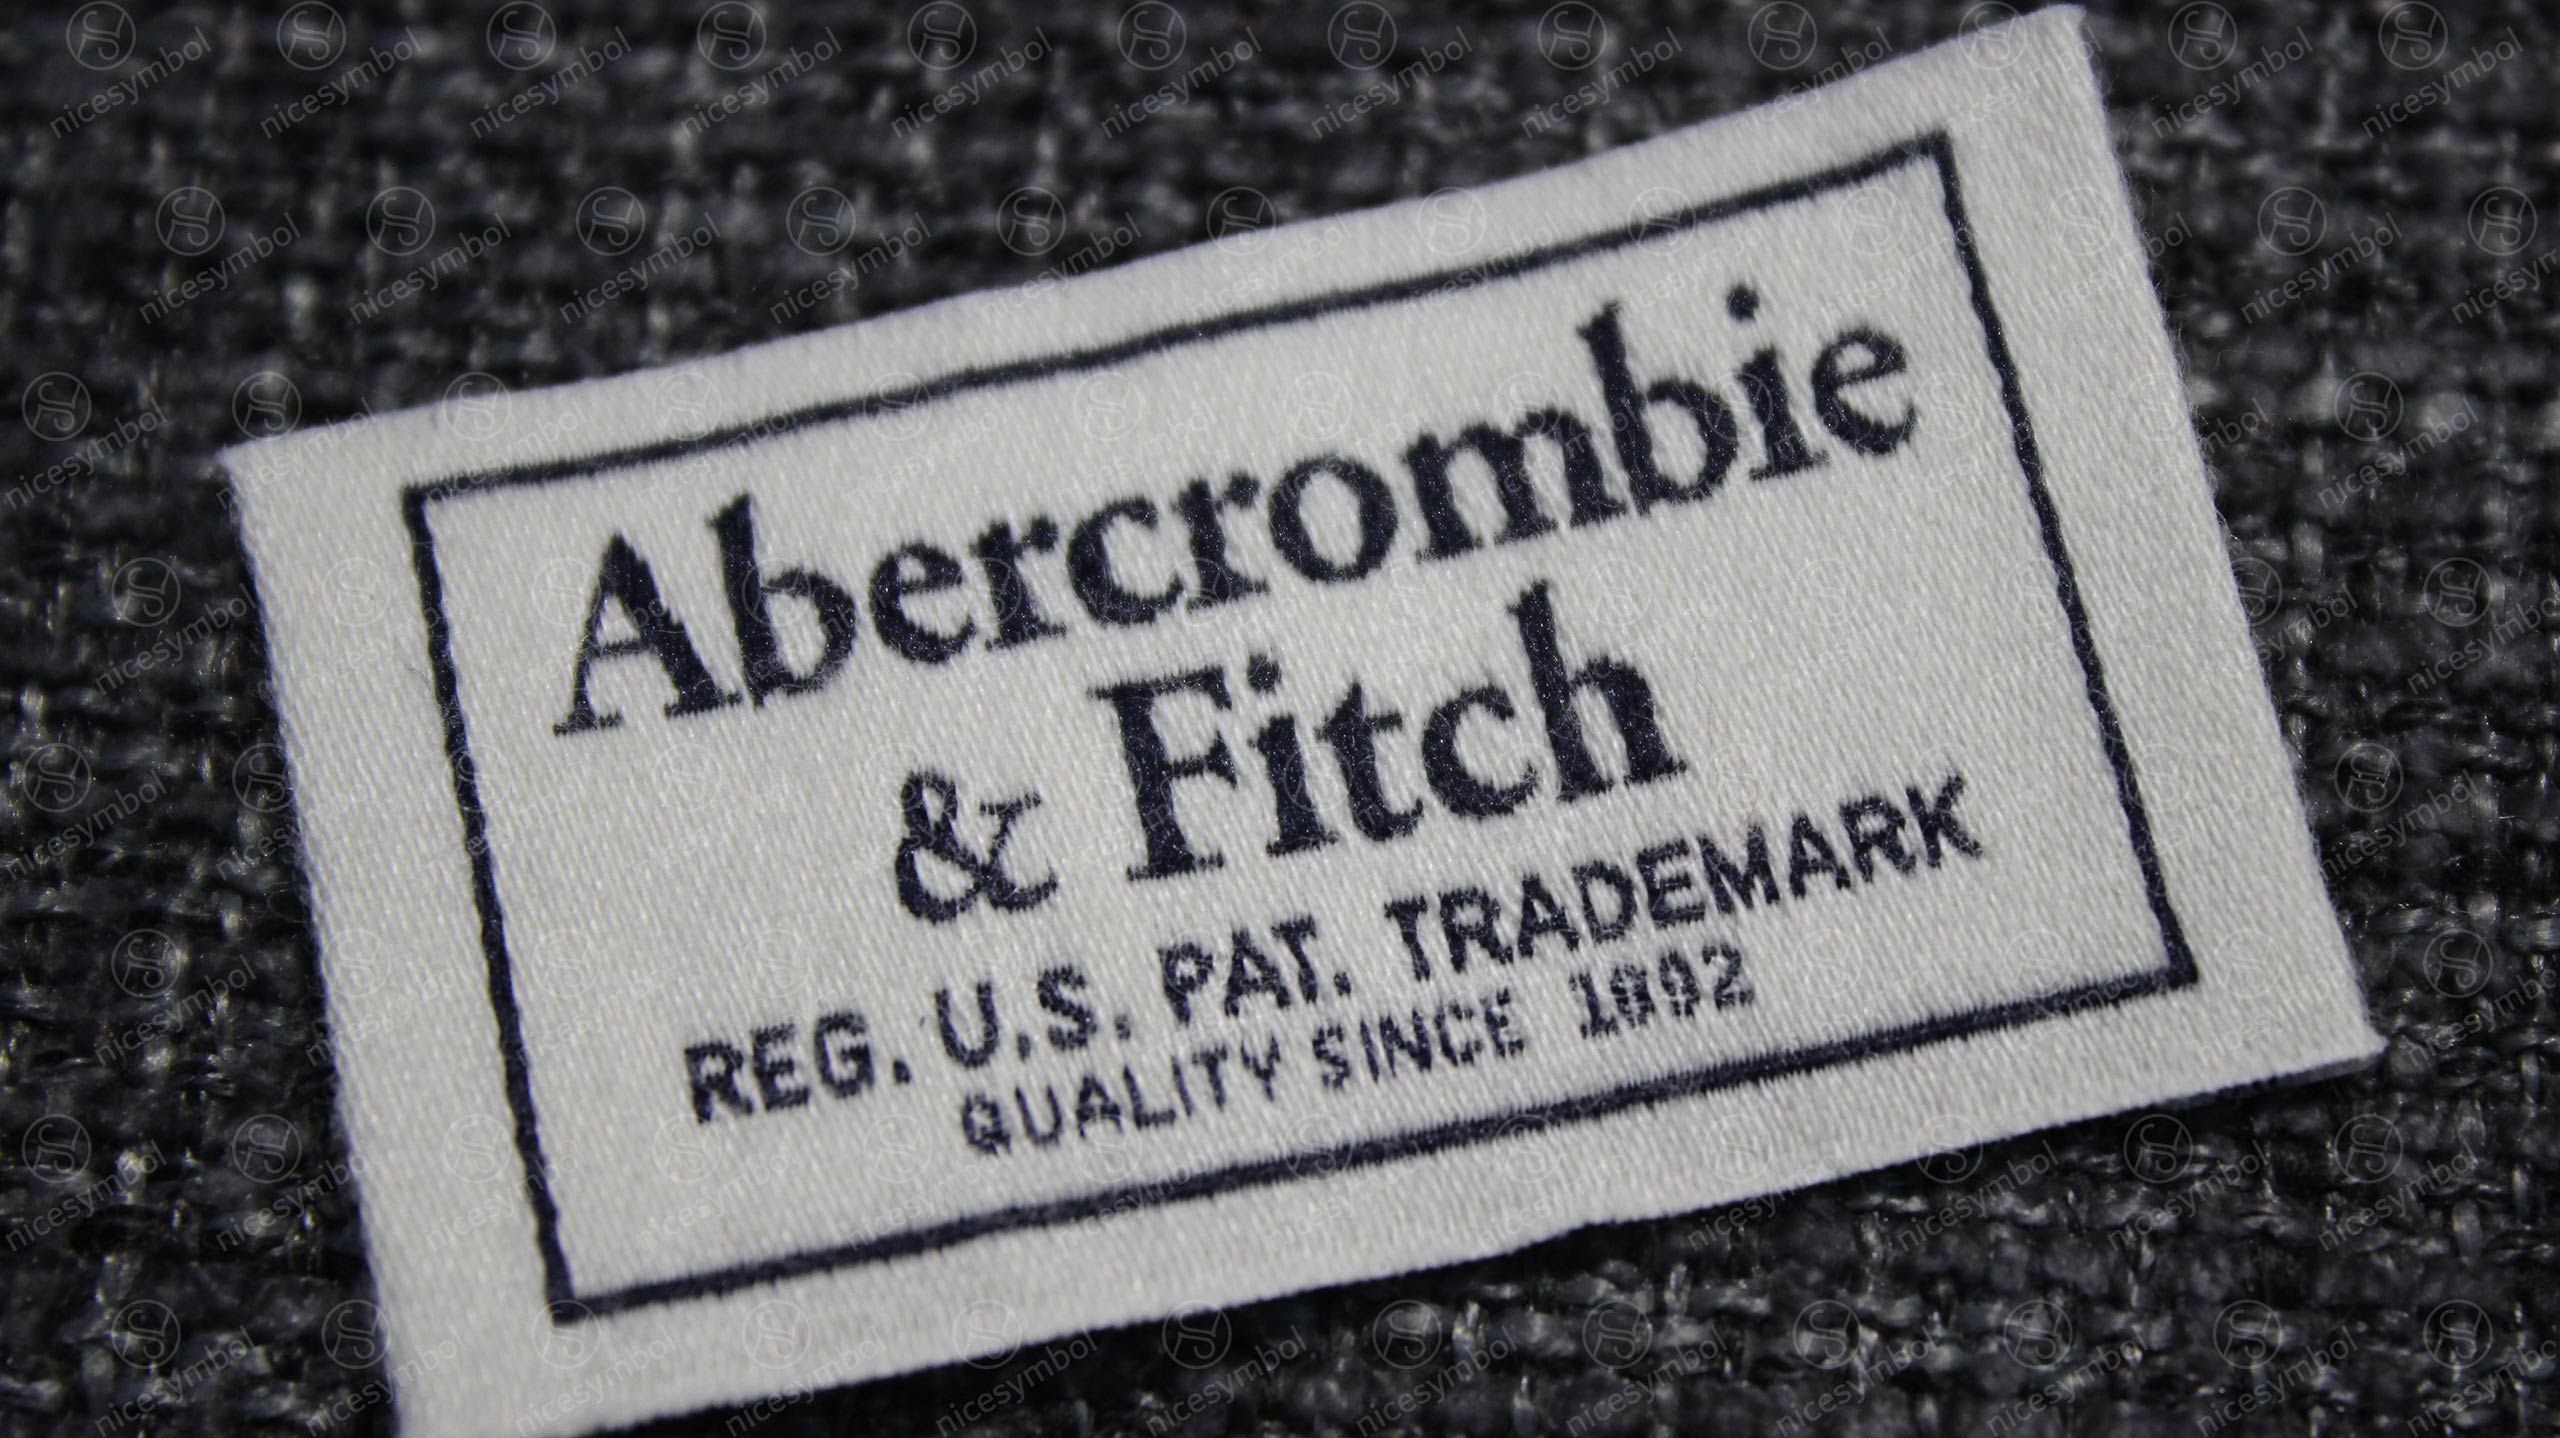 Abercrombie
& Fitch
REG. U.S. PAT. TRADEMARK
QUALITY SINCE 1892
nicesymbol